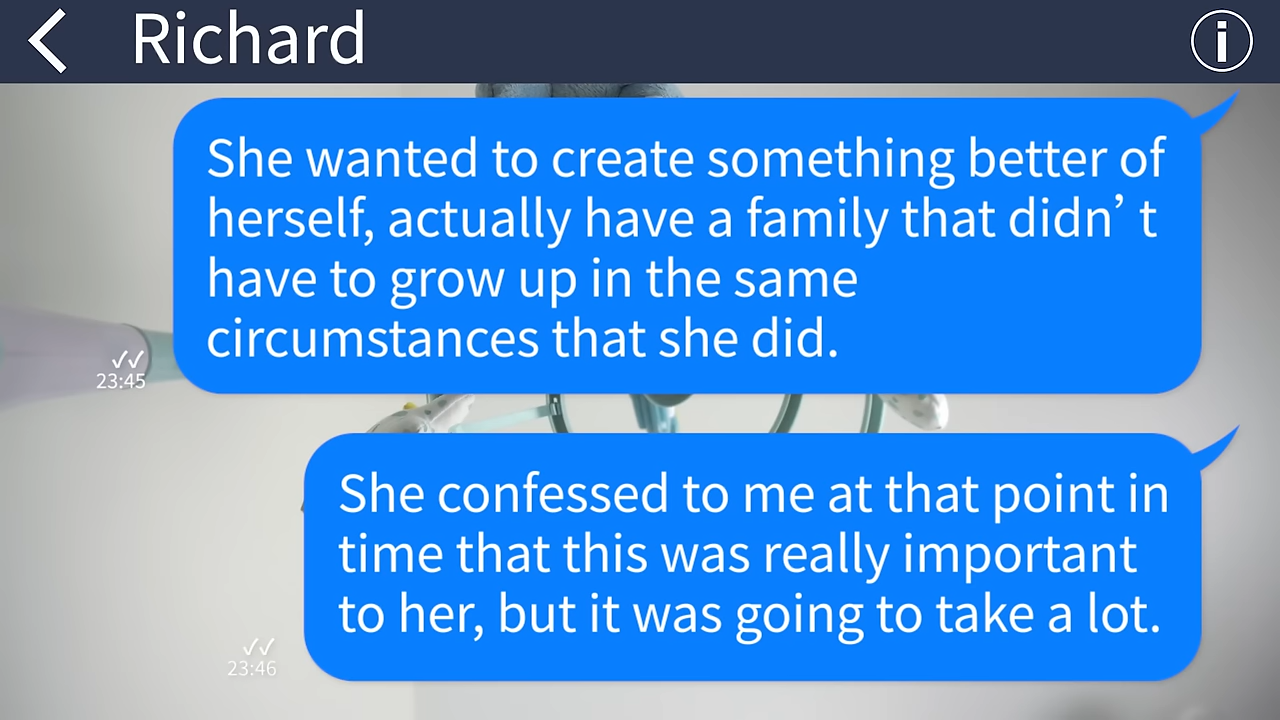 Richard
She wanted to create something better of
herself, actually have a family that didn’ t
have to grow up in the same
circumstances that she did.
23:45
She confessed to me at that point in
time that this was really important
to her, but it was going to take a lot.
23:46